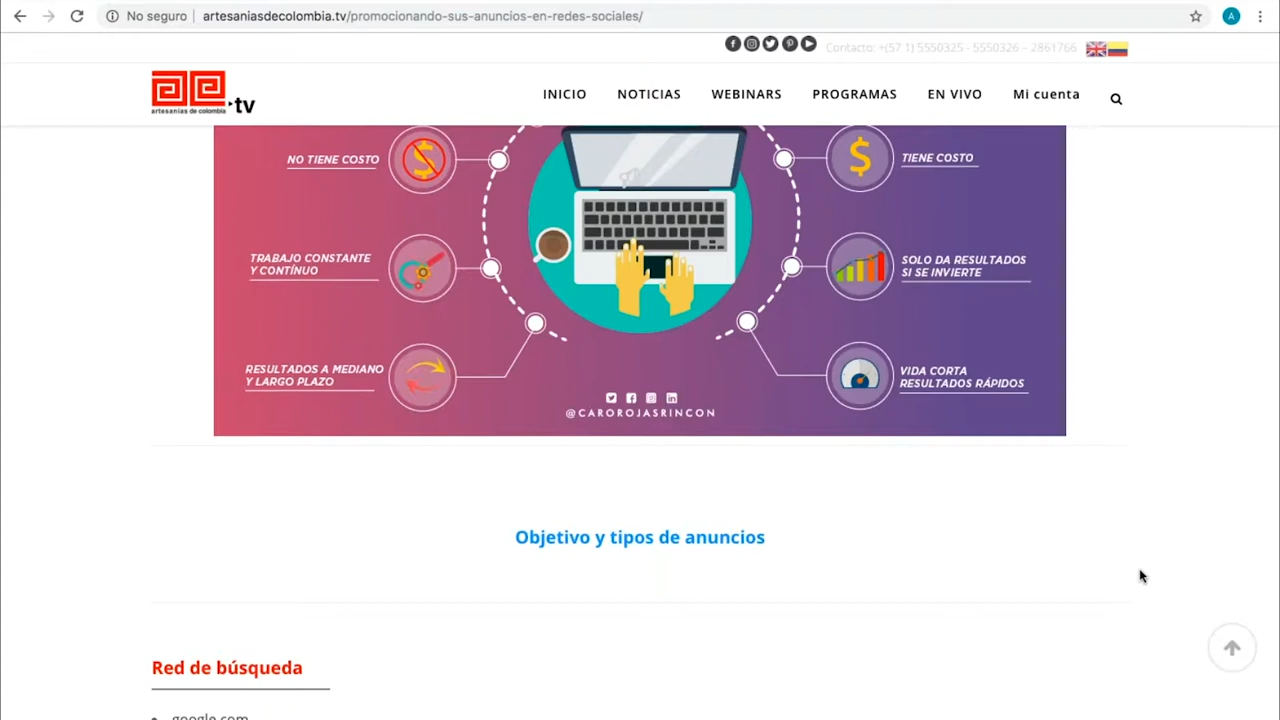 No seguro
artesaniasdecolombia.tv/promocionando-sus-anuncios-en-redes-sociales/
A
Contacto: +(57 1) 5550325 - 5550326 - 2861766
artesanías de colombia
tv
INICIO
NOTICIAS
WEBINARS
PROGRAMAS
EN VIVO
Mi cuenta
NO TIENE COSTO
TRABAJO CONSTANTE
Y CONTÍNUO
RESULTADOS A MEDIANO
Y LARGO PLAZO
TIENE COSTO
SOLO DA RESULTADOS
SI SE INVIERTE
VIDA CORTA
RESULTADOS RÁPIDOS
@CAROROJASRINCON
Objetivo y tipos de anuncios
Red de búsqueda
google.com